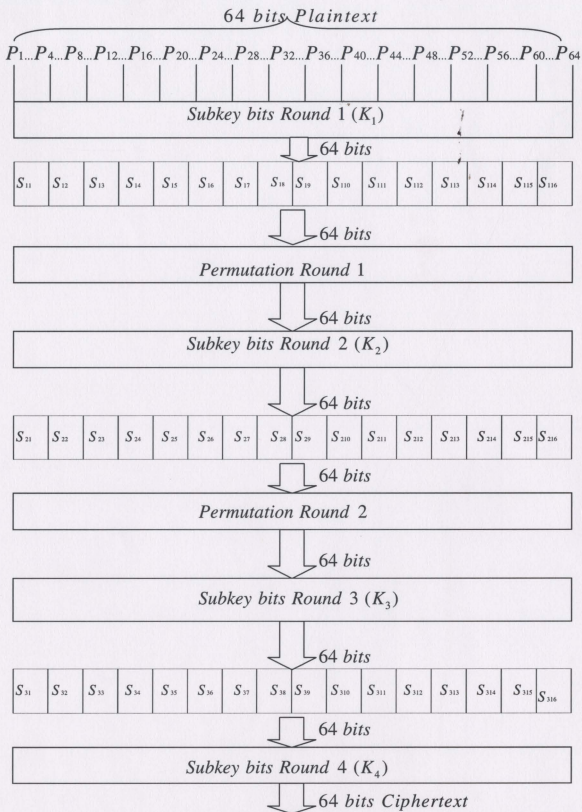 64 bits Plaintext
P1...P4...P8...P12...P16...P20...P24...P28...P32...P36...P40...P44...P48...P52...P56...P60...P64
Subkey bits Round 1 (K1)
64 bits
S11 S12 S13 S14 S15 S16 S17 S18 S19 S110 S111 S112 S113 S114 S115 S116
64 bits
Permutation Round 1
64 bits
Subkey bits Round 2 (K2)
64 bits
S21 S22 S23 S24 S25 S26 S27 S28 S29 S210 S211 S212 S213 S214 S215 S216
64 bits
Permutation Round 2
64 bits
Subkey bits Round 3 (K3)
64 bits
S31 S32 S33 S34 S35 S36 S37 S38 S39 S310 S311 S312 S313 S314 S315 S316
64 bits
Subkey bits Round 4 (K4)
64 bits Ciphertext